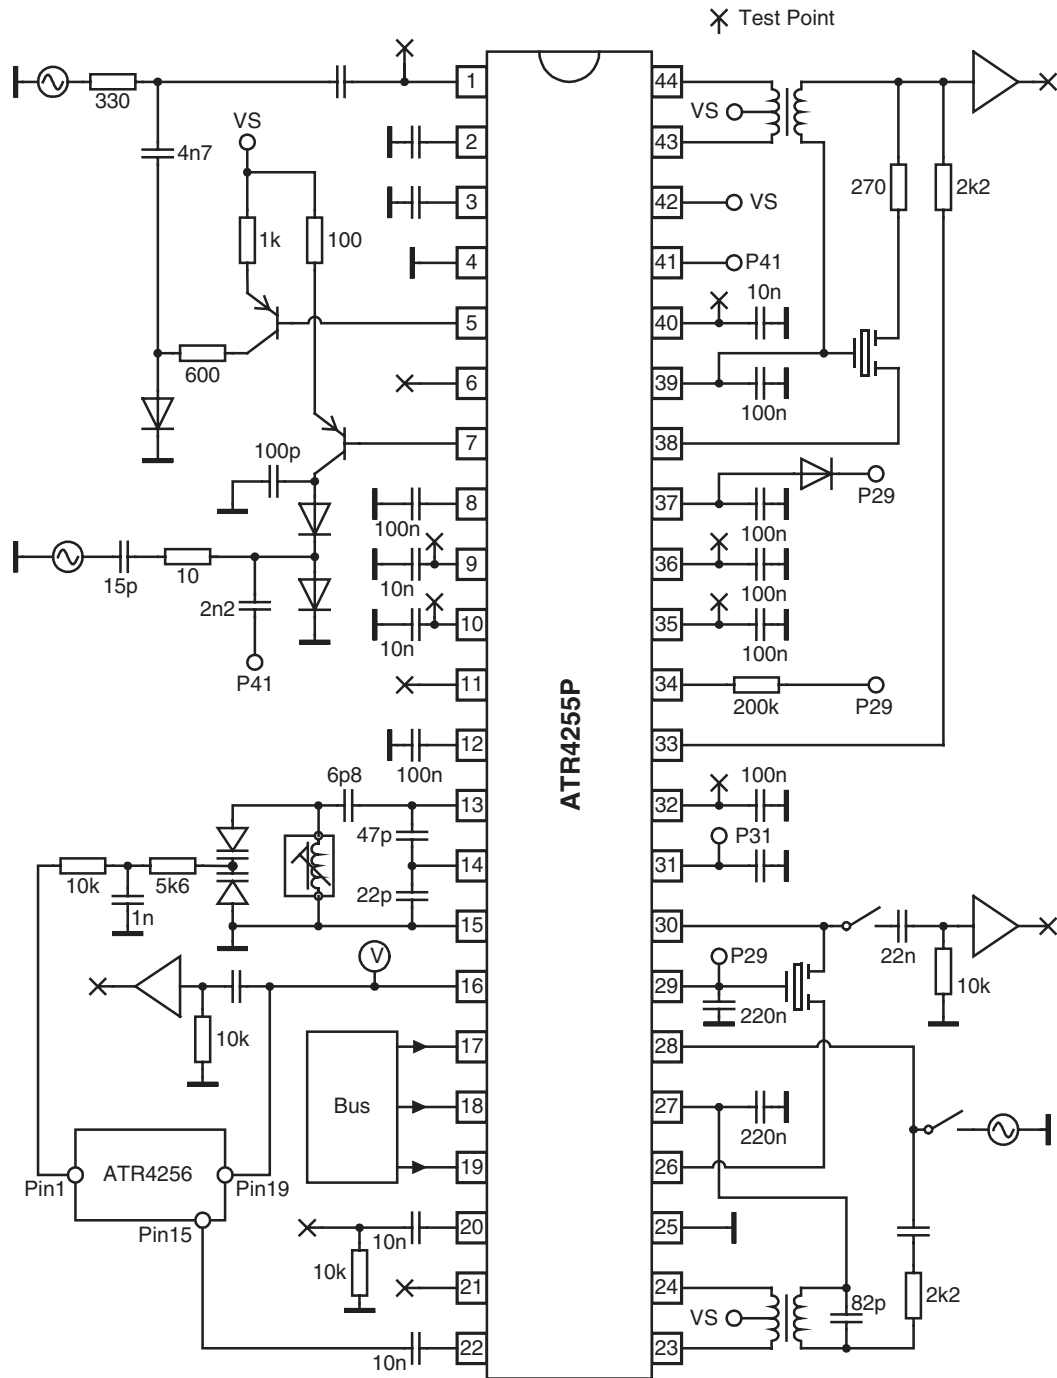 Test Point
330
1
44
VS
VS
4n7
2
43
270
2k2
3
42
VS
1k
100
4
41
P41
10n
5
40
600
6
39
100n
7
38
100p
P29
8
37
100n
100n
9
36
15p
10
10n
100n
2n2
10
35
10n
100n
P41
11
34
200k
P29
ATR4255P
12
33
100n
6p8
100n
13
32
47p
P31
10k
5k6
14
31
22p
1n
15
30
22n
V
P29
16
29
10k
10k
220n
17
28
Bus
18
27
220n
ATR4256
19
26
Pin1
Pin19
Pin15
20
25
10n
10k
21
24
82p
2k2
VS
22
23
10n